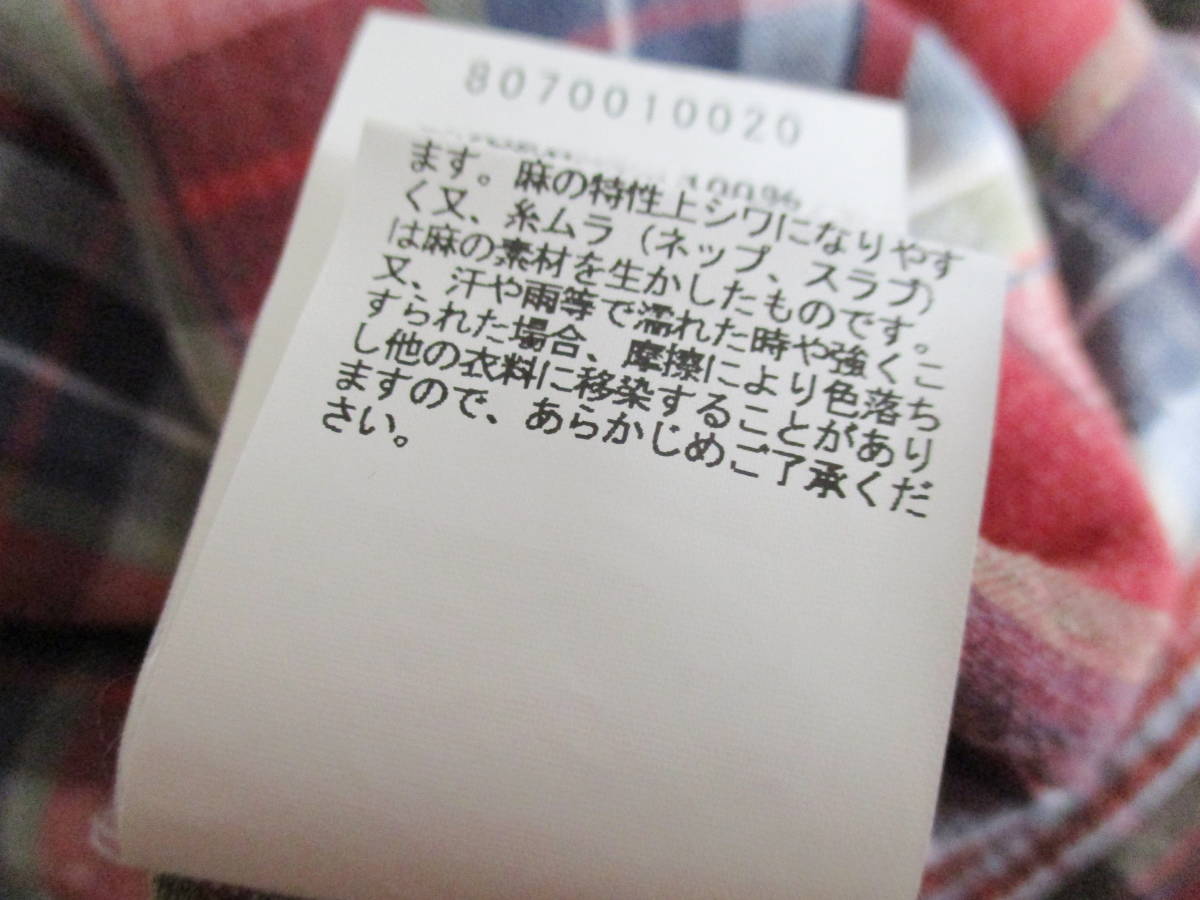 8070010020
100%
ます。麻の特性上シワになりやす
く又、糸ムラ（ネップ、スラブ）
は麻の素材を生かしたものです。
又、汗や雨等で濡れた時や強くこ
すられた場合、摩擦により色落ち
し他の衣料に移染することがあり
ますので、あらかじめご了承くだ
さい。